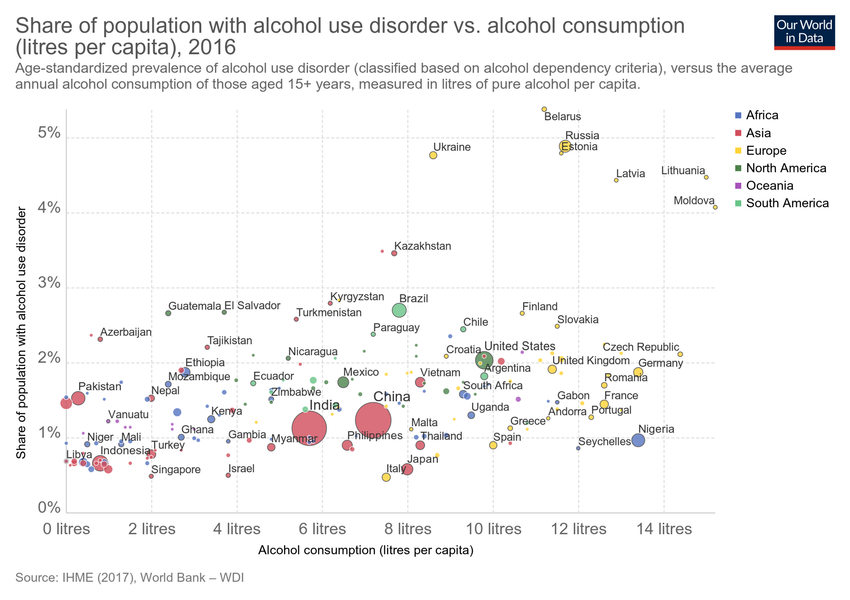 Share of population with alcohol use disorder vs. alcohol consumption
(litres per capita), 2016
Our World
in Data
Age-standardized prevalence of alcohol use disorder (classified based on alcohol dependency criteria), versus the average
annual alcohol consumption of those aged 15+ years, measured in litres of pure alcohol per capita.
Africa
Asia
Europe
North America
Oceania
South America
Share of population with alcohol use disorder
5%
4%
3%
2%
1%
0%
Belarus
Russia
Estonia
Ukraine
Latvia
Lithuania
Moldova
Kazakhstan
Kyrgyzstan
Brazil
Guatemala
El Salvador
Turkmenistan
Finland
Slovakia
Chile
Paraguay
Azerbaijan
Tajikistan
Nicaragua
Croatia
United States
Czech Republic
Ethiopia
United Kingdom
Germany
Mozambique
Ecuador
Mexico
Vietnam
Argentina
Romania
Pakistan
Nepal
Zimbabwe
China
South Africa
Gabon
France
India
Vanuatu
Kenya
Uganda
Andorra
Portugal
Malta
Greece
Niger
Mali
Ghana
Gambia
Myanmar
Philippines
Thailand
Spain
Seychelles
Nigeria
Libya
Indonesia
Turkey
Japan
Singapore
Israel
Italy
0 litres
2 litres
4 litres
6 litres
8 litres
10 litres
12 litres
14 litres
Alcohol consumption (litres per capita)
Source: IHME (2017), World Bank – WDI